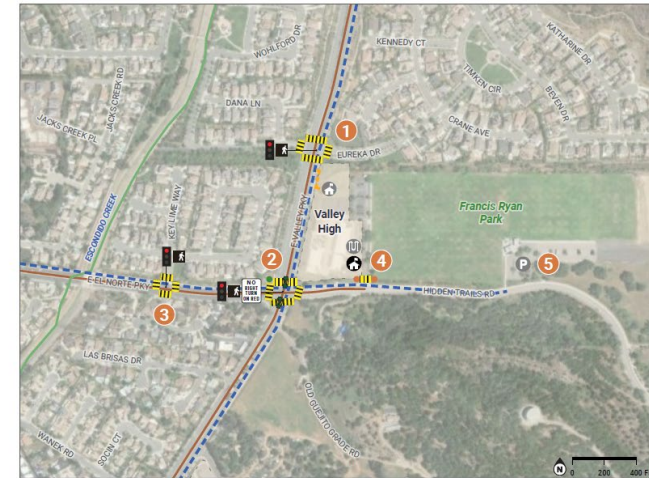 WOHLFORD DR
KENNEDY CT
KATHARINE DR
JACKS CREEK RD
TIMKEN CIR
BEVEN DR
DANA LN
JACKS CREEK PL
CRANE AVE
1
EUREKA DR
KEY LIME WAY
E VALLEY PKY
Valley
High
Francis Ryan
Park
ESCONDIDO CREEK
2
4
P
5
NO
RIGHT
TURN
ON RED
E EL NORTE PKY
HIDDEN TRAILS RD
3
LAS BRISAS DR
OLD GUEJITO GRADE RD
WANEK RD
SOCIN CT
N
0
200
400 F